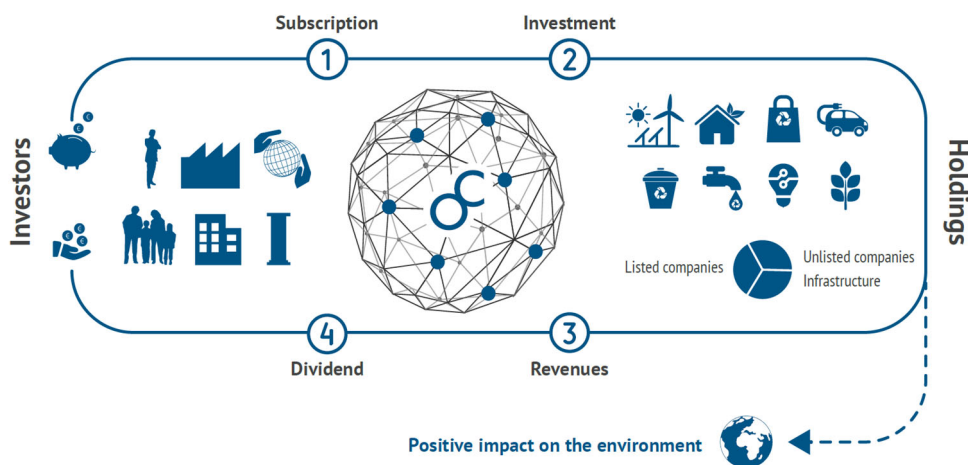 Subscription
Investment
1
2
Investors
Holdings
OC
Listed companies
Unlisted companies
Infrastructure
4
3
Dividend
Revenues
Positive impact on the environment